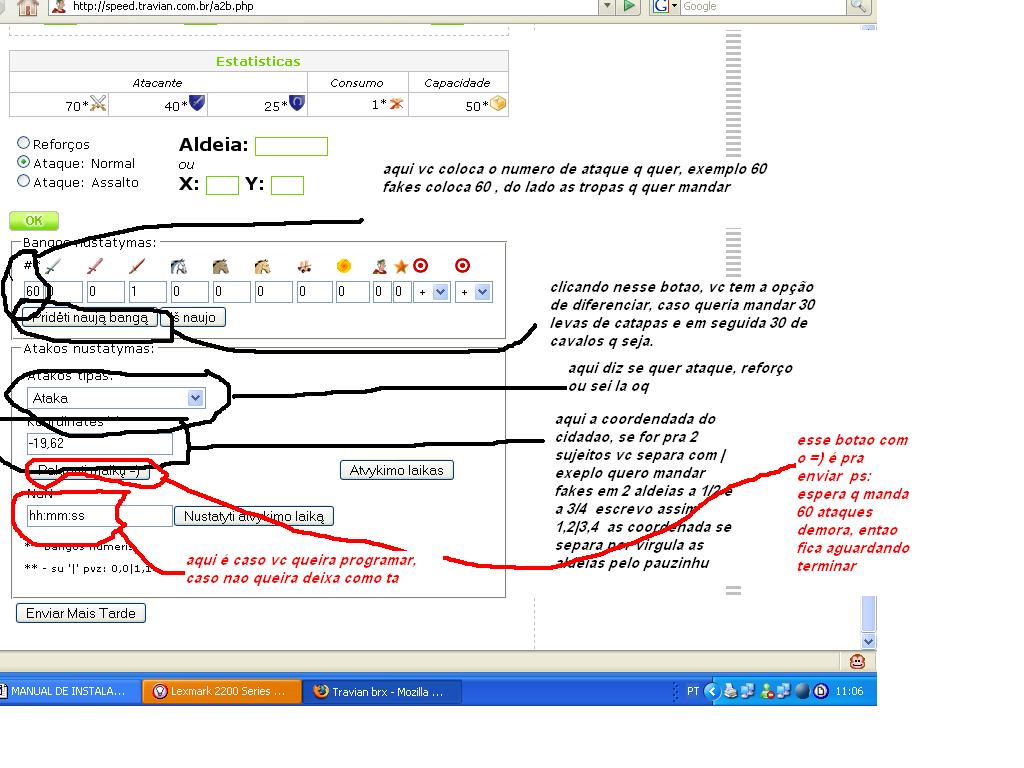 http://speed.travian.com.br/a2b.php
Google
Estatisticas
Atacante Consumo Capacidade
70* 40* 25* 1* 50*
Reforços
Ataque: Normal
Ataque: Assalto
Aldeia:
ou
X: Y:
aqui vc coloca o numero de ataque q quer, exemplo 60
fakes coloca 60 , do lado as tropas q quer mandar
OK
Bangos nustatymas:
#
60 0 1 0 0 0 0 0 0 0 + +
Pridėti naują bangą Iš naujo
clicando nesse botao, vc tem a opção
de diferenciar, caso queria mandar 30
levas de catapas e em seguida 30 de
cavalos q seja.
Atakos nustatymas:
Atakos tipas:
Ataka
aqui diz se quer ataque, reforço
ou sei la oq
-19,62
=)
Atvykimo laikas
NaN
hh:mm:ss
Nustatyti atvykimo laiką
aqui a coordendada do
cidadao, se for pra 2
sujeitos vc separa com |
exeplo quero mandar
fakes em 2 aldeias a 1/2 e
a 3/4 escrevo assim
1,2|3,4 as coordenada se
separa por virgula as
aldeias pelo pauzinhu
esse botao com
o =) é pra
enviar ps:
espera q manda
60 ataques
demora, entao
fica aguardando
terminar
** - su '|' pvz: 0,0|1,1
aqui é caso vc queira programar,
caso nao queira deixa como ta
Enviar Mais Tarde
MANUAL DE INSTALA...
Lexmark 2200 Series ...
Travian brx - Mozilla ...
PT
11:06